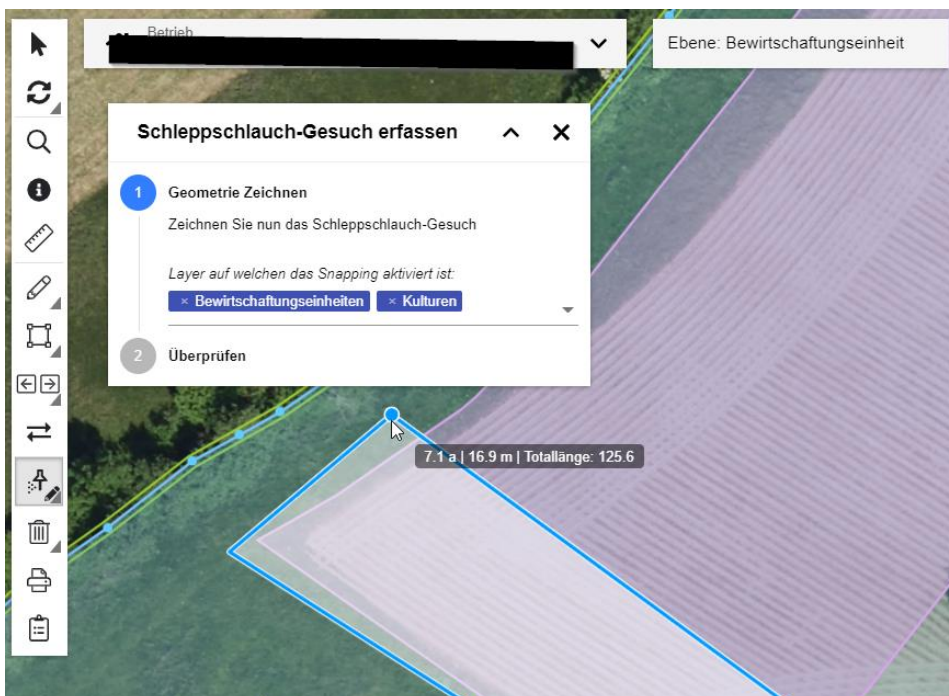 Betrieb
Ebene: Bewirtschaftungseinheit
Schleppschlauch-Gesuch erfassen
1 Geometrie Zeichnen
Zeichnen Sie nun das Schleppschlauch-Gesuch
Layer auf welchen das Snapping aktiviert ist:
× Bewirtschaftungseinheiten × Kulturen
2 Überprüfen
7.1 a | 16.9 m | Totallänge: 125.6